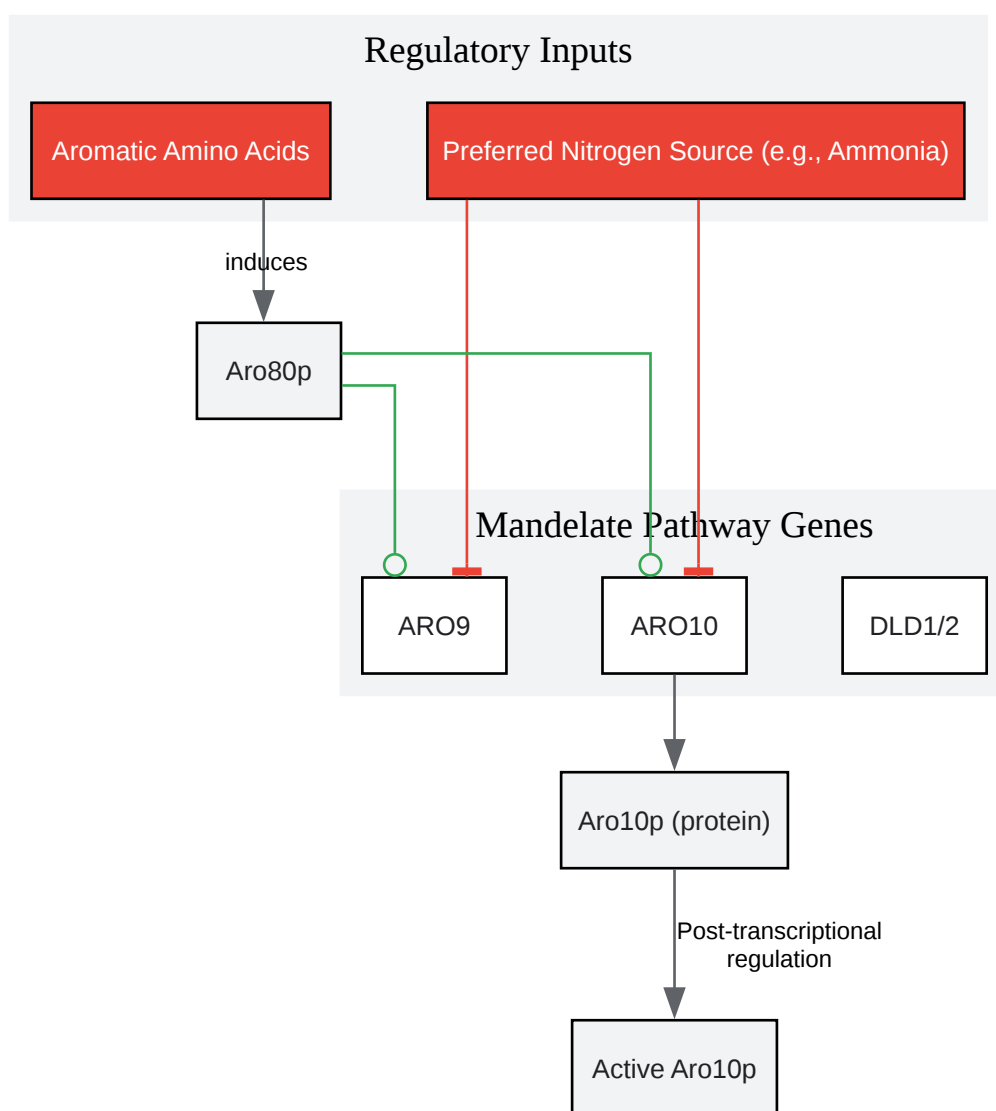 Regulatory Inputs
Aromatic Amino Acids
Preferred Nitrogen Source (e.g., Ammonia)
induces
Aro80p
Mandelate Pathway Genes
ARO9
ARO10
DLD1/2
Aro10p (protein)
Post-transcriptional
regulation
Active Aro10p